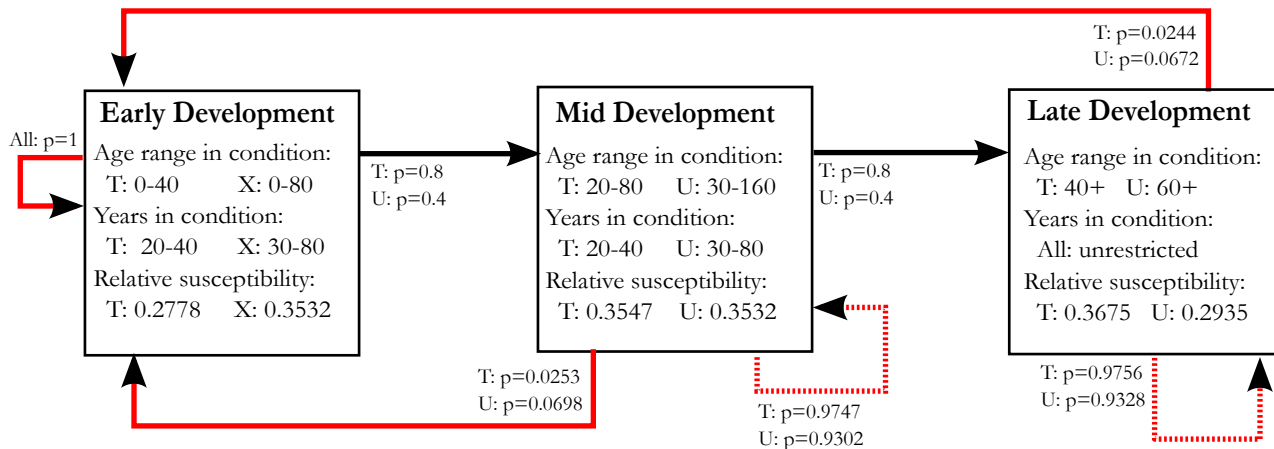 T: p=0.0244
U: p=0.0672
Early Development
Age range in condition:
T: 0-40 X: 0-80
Years in condition:
T: 20-40 X: 30-80
Relative susceptibility:
T: 0.2778 X: 0.3532
All: p=1
T: p=0.8
U: p=0.4
Mid Development
Age range in condition:
T: 20-80 U: 30-160
Years in condition:
T: 20-40 U: 30-80
Relative susceptibility:
T: 0.3547 U: 0.3532
T: p=0.8
U: p=0.4
Late Development
Age range in condition:
T: 40+ U: 60+
Years in condition:
All: unrestricted
Relative susceptibility:
T: 0.3675 U: 0.2935
T: p=0.0253
U: p=0.0698
T: p=0.9747
U: p=0.9302
T: p=0.9756
U: p=0.9328